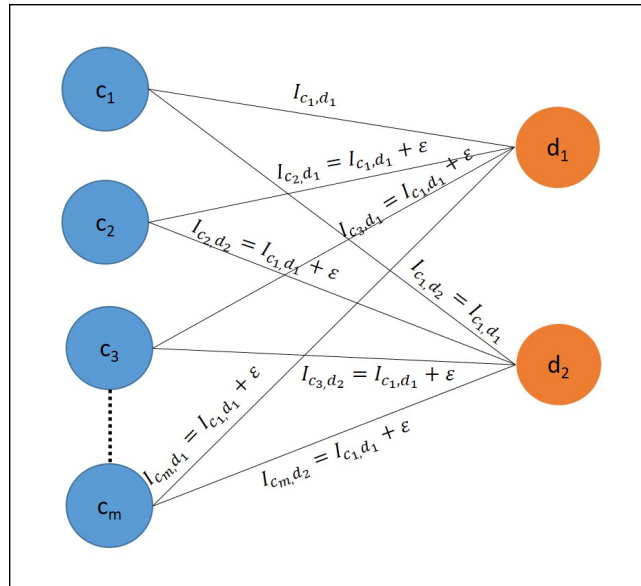 c₁
I_{c₁,d₁}
d₁
I_{c₂,d₁} = I_{c₁,d₁} + ε
I_{c₃,d₁} = I_{c₁,d₁} + ε
c₂
I_{c₂,d₂} = I_{c₁,d₁} + ε
I_{c₁,d₂} = I_{c₁,d₁}
c₃
d₂
I_{c₃,d₂} = I_{c₁,d₁} + ε
I_{cₘ,d₁} = I_{c₁,d₁} + ε
I_{cₘ,d₂} = I_{c₁,d₁} + ε
cₘ